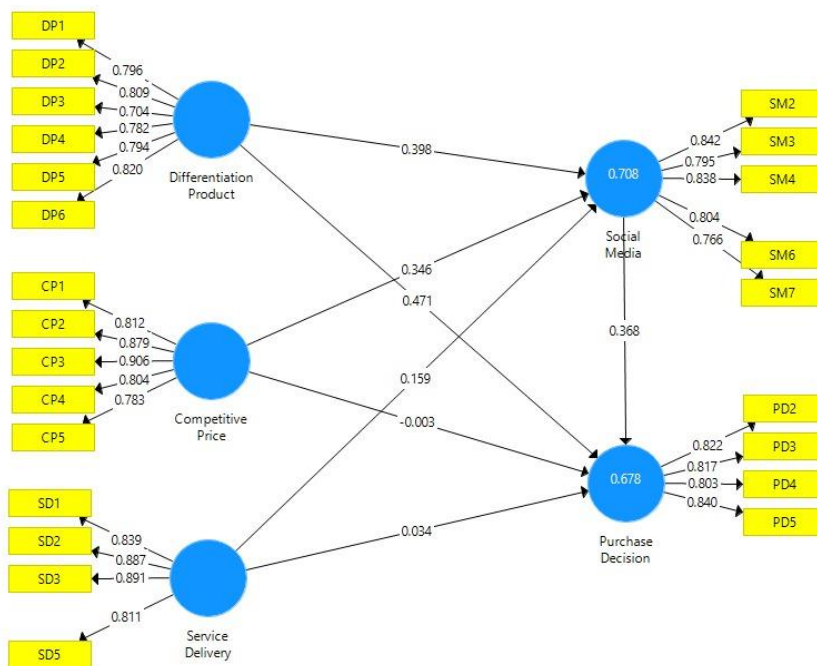 DP1
DP2
DP3
DP4
DP5
DP6
0.796
0.809
0.704
0.782
0.794
0.820
Differentiation
Product
CP1
CP2
CP3
CP4
CP5
0.812
0.879
0.906
0.804
0.783
Competitive
Price
SD1
SD2
SD3
SD5
0.839
0.887
0.891
0.811
Service
Delivery
0.398
0.346
0.471
0.159
-0.003
0.034
0.368
0.708
Social
Media
0.842
0.795
0.838
0.804
0.766
SM2
SM3
SM4
SM6
SM7
0.678
Purchase
Decision
0.822
0.817
0.803
0.840
PD2
PD3
PD4
PD5